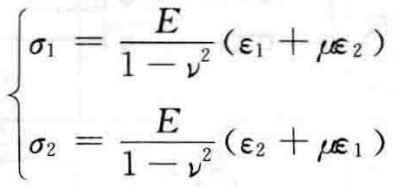 σ₁ = E/(1 − ν²) (ε₁ + με₂)
σ₂ = E/(1 − ν²) (ε₂ + με₁)